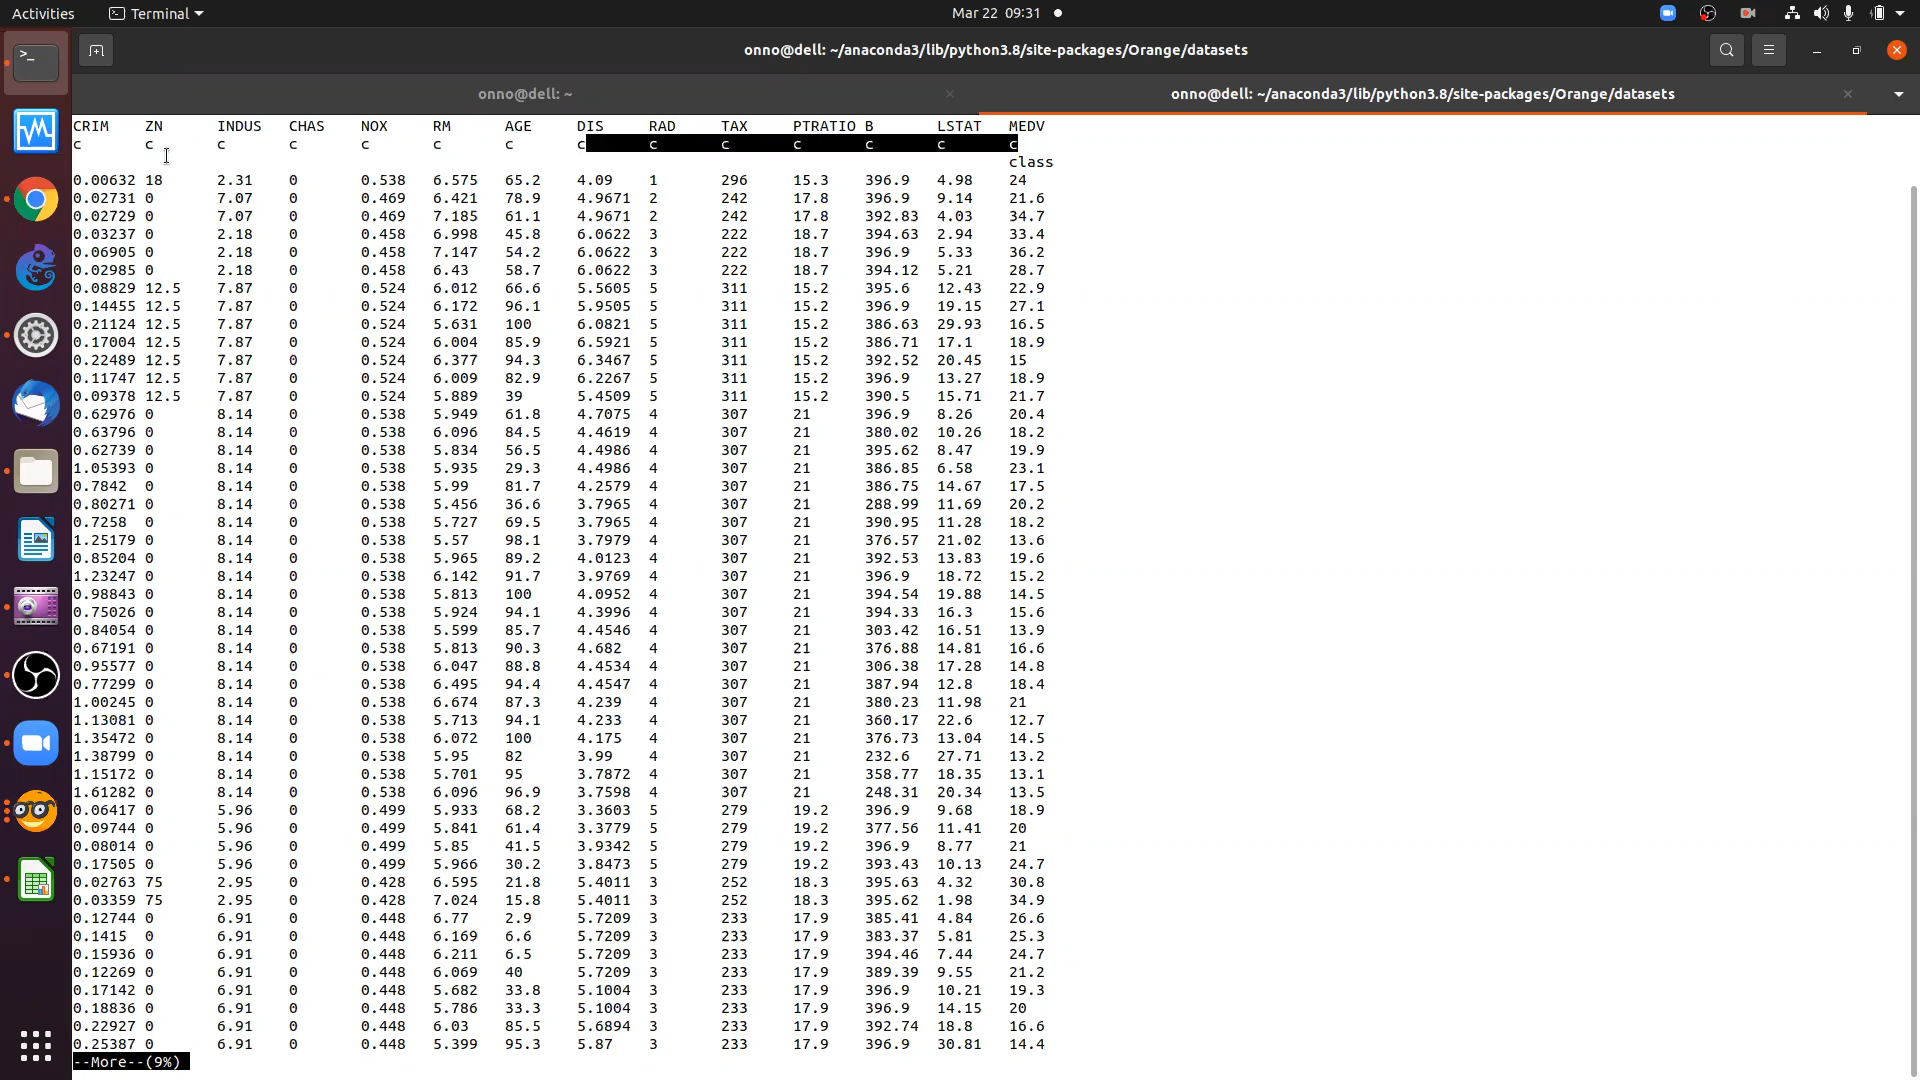 Activities Terminal Mar 22 09:31
onno@dell: ~/anaconda3/lib/python3.8/site-packages/Orange/datasets
onno@dell: ~ onno@dell: ~/anaconda3/lib/python3.8/site-packages/Orange/datasets
CRIM ZN INDUS CHAS NOX RM AGE DIS RAD TAX PTRATIO B LSTAT MEDV
c c c c c c c c c c c c c c
class
0.00632 18 2.31 0 0.538 6.575 65.2 4.09 1 296 15.3 396.9 4.98 24
0.02731 0 7.07 0 0.469 6.421 78.9 4.9671 2 242 17.8 396.9 9.14 21.6
0.02729 0 7.07 0 0.469 7.185 61.1 4.9671 2 242 17.8 392.83 4.03 34.7
0.03237 0 2.18 0 0.458 6.998 45.8 6.0622 3 222 18.7 394.63 2.94 33.4
0.06905 0 2.18 0 0.458 7.147 54.2 6.0622 3 222 18.7 396.9 5.33 36.2
0.02985 0 2.18 0 0.458 6.43 58.7 6.0622 3 222 18.7 394.12 5.21 28.7
0.08829 12.5 7.87 0 0.524 6.012 66.6 5.5605 5 311 15.2 395.6 12.43 22.9
0.14455 12.5 7.87 0 0.524 6.172 96.1 5.9505 5 311 15.2 396.9 19.15 27.1
0.21124 12.5 7.87 0 0.524 5.631 100 6.0821 5 311 15.2 386.63 29.93 16.5
0.17004 12.5 7.87 0 0.524 6.004 85.9 6.5921 5 311 15.2 386.71 17.1 18.9
0.22489 12.5 7.87 0 0.524 6.377 94.3 6.3467 5 311 15.2 392.52 20.45 15
0.11747 12.5 7.87 0 0.524 6.009 82.9 6.2267 5 311 15.2 396.9 13.27 18.9
0.09378 12.5 7.87 0 0.524 5.889 39 5.4509 5 311 15.2 390.5 15.71 21.7
0.62976 0 8.14 0 0.538 5.949 61.8 4.7075 4 307 21 396.9 8.26 20.4
0.63796 0 8.14 0 0.538 6.096 84.5 4.4619 4 307 21 380.02 10.26 18.2
0.62739 0 8.14 0 0.538 5.834 56.5 4.4986 4 307 21 395.62 8.47 19.9
1.05393 0 8.14 0 0.538 5.935 29.3 4.4986 4 307 21 386.85 6.58 23.1
0.7842 0 8.14 0 0.538 5.99 81.7 4.2579 4 307 21 386.75 14.67 17.5
0.80271 0 8.14 0 0.538 5.456 36.6 3.7965 4 307 21 288.99 11.69 20.2
0.7258 0 8.14 0 0.538 5.727 69.5 3.7965 4 307 21 390.95 11.28 18.2
1.25179 0 8.14 0 0.538 5.57 98.1 3.7979 4 307 21 376.57 21.02 13.6
0.85204 0 8.14 0 0.538 5.965 89.2 4.0123 4 307 21 392.53 13.83 19.6
1.23247 0 8.14 0 0.538 6.142 91.7 3.9769 4 307 21 396.9 18.72 15.2
0.98843 0 8.14 0 0.538 5.813 100 4.0952 4 307 21 394.54 19.88 14.5
0.75026 0 8.14 0 0.538 5.924 94.1 4.3996 4 307 21 394.33 16.3 15.6
0.84054 0 8.14 0 0.538 5.599 85.7 4.4546 4 307 21 303.42 16.51 13.9
0.67191 0 8.14 0 0.538 5.813 90.3 4.682 4 307 21 376.88 14.81 16.6
0.95577 0 8.14 0 0.538 6.047 88.8 4.4534 4 307 21 306.38 17.28 14.8
0.77299 0 8.14 0 0.538 6.495 94.4 4.4547 4 307 21 387.94 12.8 18.4
1.00245 0 8.14 0 0.538 6.674 87.3 4.239 4 307 21 380.23 11.98 21
1.13081 0 8.14 0 0.538 5.713 94.1 4.233 4 307 21 360.17 22.6 12.7
1.35472 0 8.14 0 0.538 6.072 100 4.175 4 307 21 376.73 13.04 14.5
1.38799 0 8.14 0 0.538 5.95 82 3.99 4 307 21 232.6 27.71 13.2
1.15172 0 8.14 0 0.538 5.701 95 3.7872 4 307 21 358.77 18.35 13.1
1.61282 0 8.14 0 0.538 6.096 96.9 3.7598 4 307 21 248.31 20.34 13.5
0.06417 0 5.96 0 0.499 5.933 68.2 3.3603 5 279 19.2 396.9 9.68 18.9
0.09744 0 5.96 0 0.499 5.841 61.4 3.3779 5 279 19.2 377.56 11.41 20
0.08014 0 5.96 0 0.499 5.85 41.5 3.9342 5 279 19.2 396.9 8.77 21
0.17505 0 5.96 0 0.499 5.966 30.2 3.8473 5 279 19.2 393.43 10.13 24.7
0.02763 75 2.95 0 0.428 6.595 21.8 5.4011 3 252 18.3 395.63 4.32 30.8
0.03359 75 2.95 0 0.428 7.024 15.8 5.4011 3 252 18.3 395.62 1.98 34.9
0.12744 0 6.91 0 0.448 6.77 2.9 5.7209 3 233 17.9 385.41 4.84 26.6
0.1415 0 6.91 0 0.448 6.169 6.6 5.7209 3 233 17.9 383.37 5.81 25.3
0.15936 0 6.91 0 0.448 6.211 6.5 5.7209 3 233 17.9 394.46 7.44 24.7
0.12269 0 6.91 0 0.448 6.069 40 5.7209 3 233 17.9 389.39 9.55 21.2
0.17142 0 6.91 0 0.448 5.682 33.8 5.1004 3 233 17.9 396.9 10.21 19.3
0.18836 0 6.91 0 0.448 5.786 33.3 5.1004 3 233 17.9 396.9 14.15 20
0.22927 0 6.91 0 0.448 6.03 85.5 5.6894 3 233 17.9 392.74 18.8 16.6
0.25387 0 6.91 0 0.448 5.399 95.3 5.87 3 233 17.9 396.9 30.81 14.4
--More--(9%)